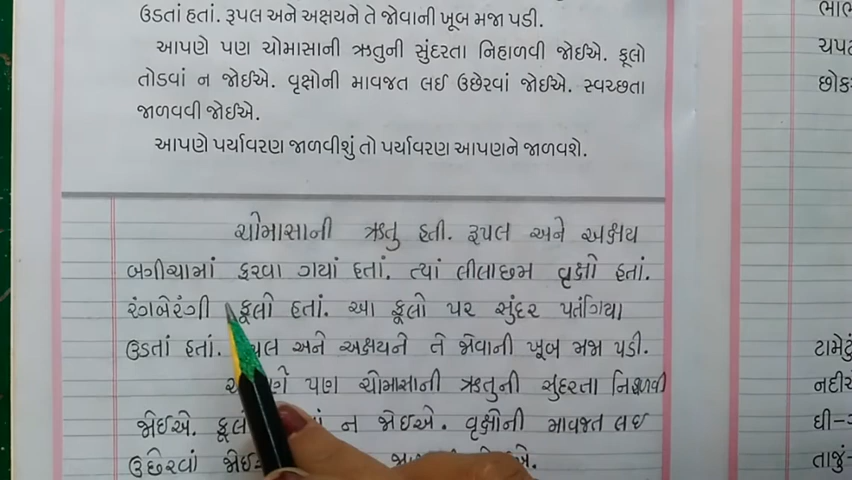 ઉડતાં હતાં. રૂપલ અને અક્ષયને તે જોવાની ખૂબ મજા પડી.
આપણે પણ ચોમાસાની ઋતુની સુંદરતા નિહાળવી જોઈએ. ફૂલો
તોડવાં ન જોઈએ. વૃક્ષોની માવજત લઈ ઉછેરવાં જોઈએ. સ્વચ્છતા
જાળવવી જોઈએ.
આપણે પર્યાવરણ જાળવીશું તો પર્યાવરણ આપણને જાળવશે.
ચોમાસાની ઋતુ હતી. રૂપલ અને અક્ષય
બગીચામાં ફરવા ગયાં હતાં. ત્યાં લીલાછમ વૃક્ષો હતાં.
રંગબેરંગી ફૂલો હતાં. આ ફૂલો પર સુંદર પતંગિયા
ઉડતાં હતાં. અને અક્ષયને તે જોવાની ખૂબ મજા પડી.
પણ ચોમાસાની ઋતુની સુંદરતા નિહાળવી
જોઈએ. ન જોઈએ. વૃક્ષોની માવજત લઈ
ઉછેરવાં
ચપટ
છોક
ટામેટું
નદીએ
ઘી-
તાજું-